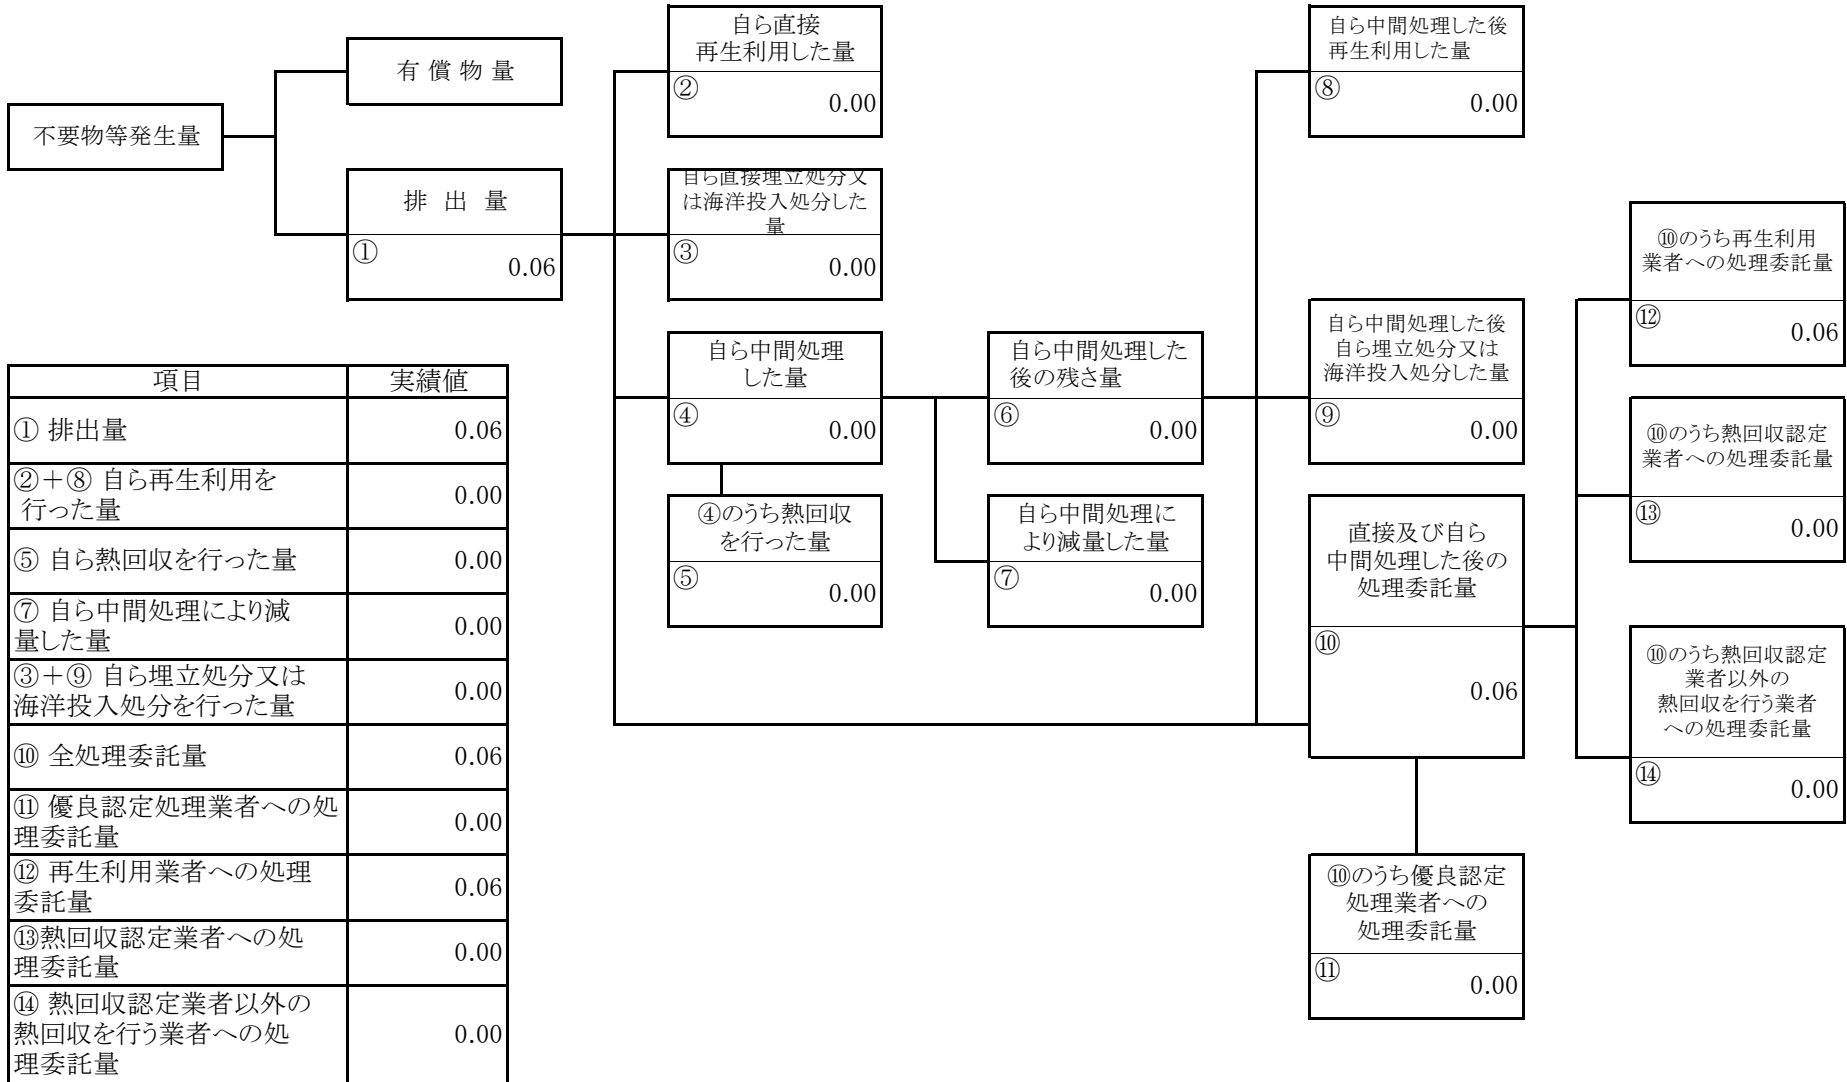 不要物等発生量
有 償 物 量
排 出 量
①
0.06
自ら直接
再生利用した量
②
0.00
自ら直接埋立処分又
は海洋投入処分した
量
③
0.00
自ら中間処理
した量
④
0.00
④のうち熱回収
を行った量
⑤
0.00
自ら中間処理した
後の残さ量
⑥
0.00
自ら中間処理に
より減量した量
⑦
0.00
自ら中間処理した後
再生利用した量
⑧
0.00
自ら中間処理した後
自ら埋立処分又は
海洋投入処分した量
⑨
0.00
直接及び自ら
中間処理した後の
処理委託量
⑩
0.06
⑩のうち優良認定
処理業者への
処理委託量
⑪
0.00
⑩のうち再生利用
業者への処理委託量
⑫
0.06
⑩のうち熱回収認定
業者への処理委託量
⑬
0.00
⑩のうち熱回収認定
業者以外の
熱回収を行う業者
への処理委託量
⑭
0.00
項目 実績値
① 排出量 0.06
②＋⑧ 自ら再生利用を
行った量 0.00
⑤ 自ら熱回収を行った量 0.00
⑦ 自ら中間処理により減
量した量 0.00
③＋⑨ 自ら埋立処分又は
海洋投入処分を行った量 0.00
⑩ 全処理委託量 0.06
⑪ 優良認定処理業者への処
理委託量 0.00
⑫ 再生利用業者への処理
委託量 0.06
⑬熱回収認定業者への処
理委託量 0.00
⑭ 熱回収認定業者以外の
熱回収を行う業者への処
理委託量 0.00